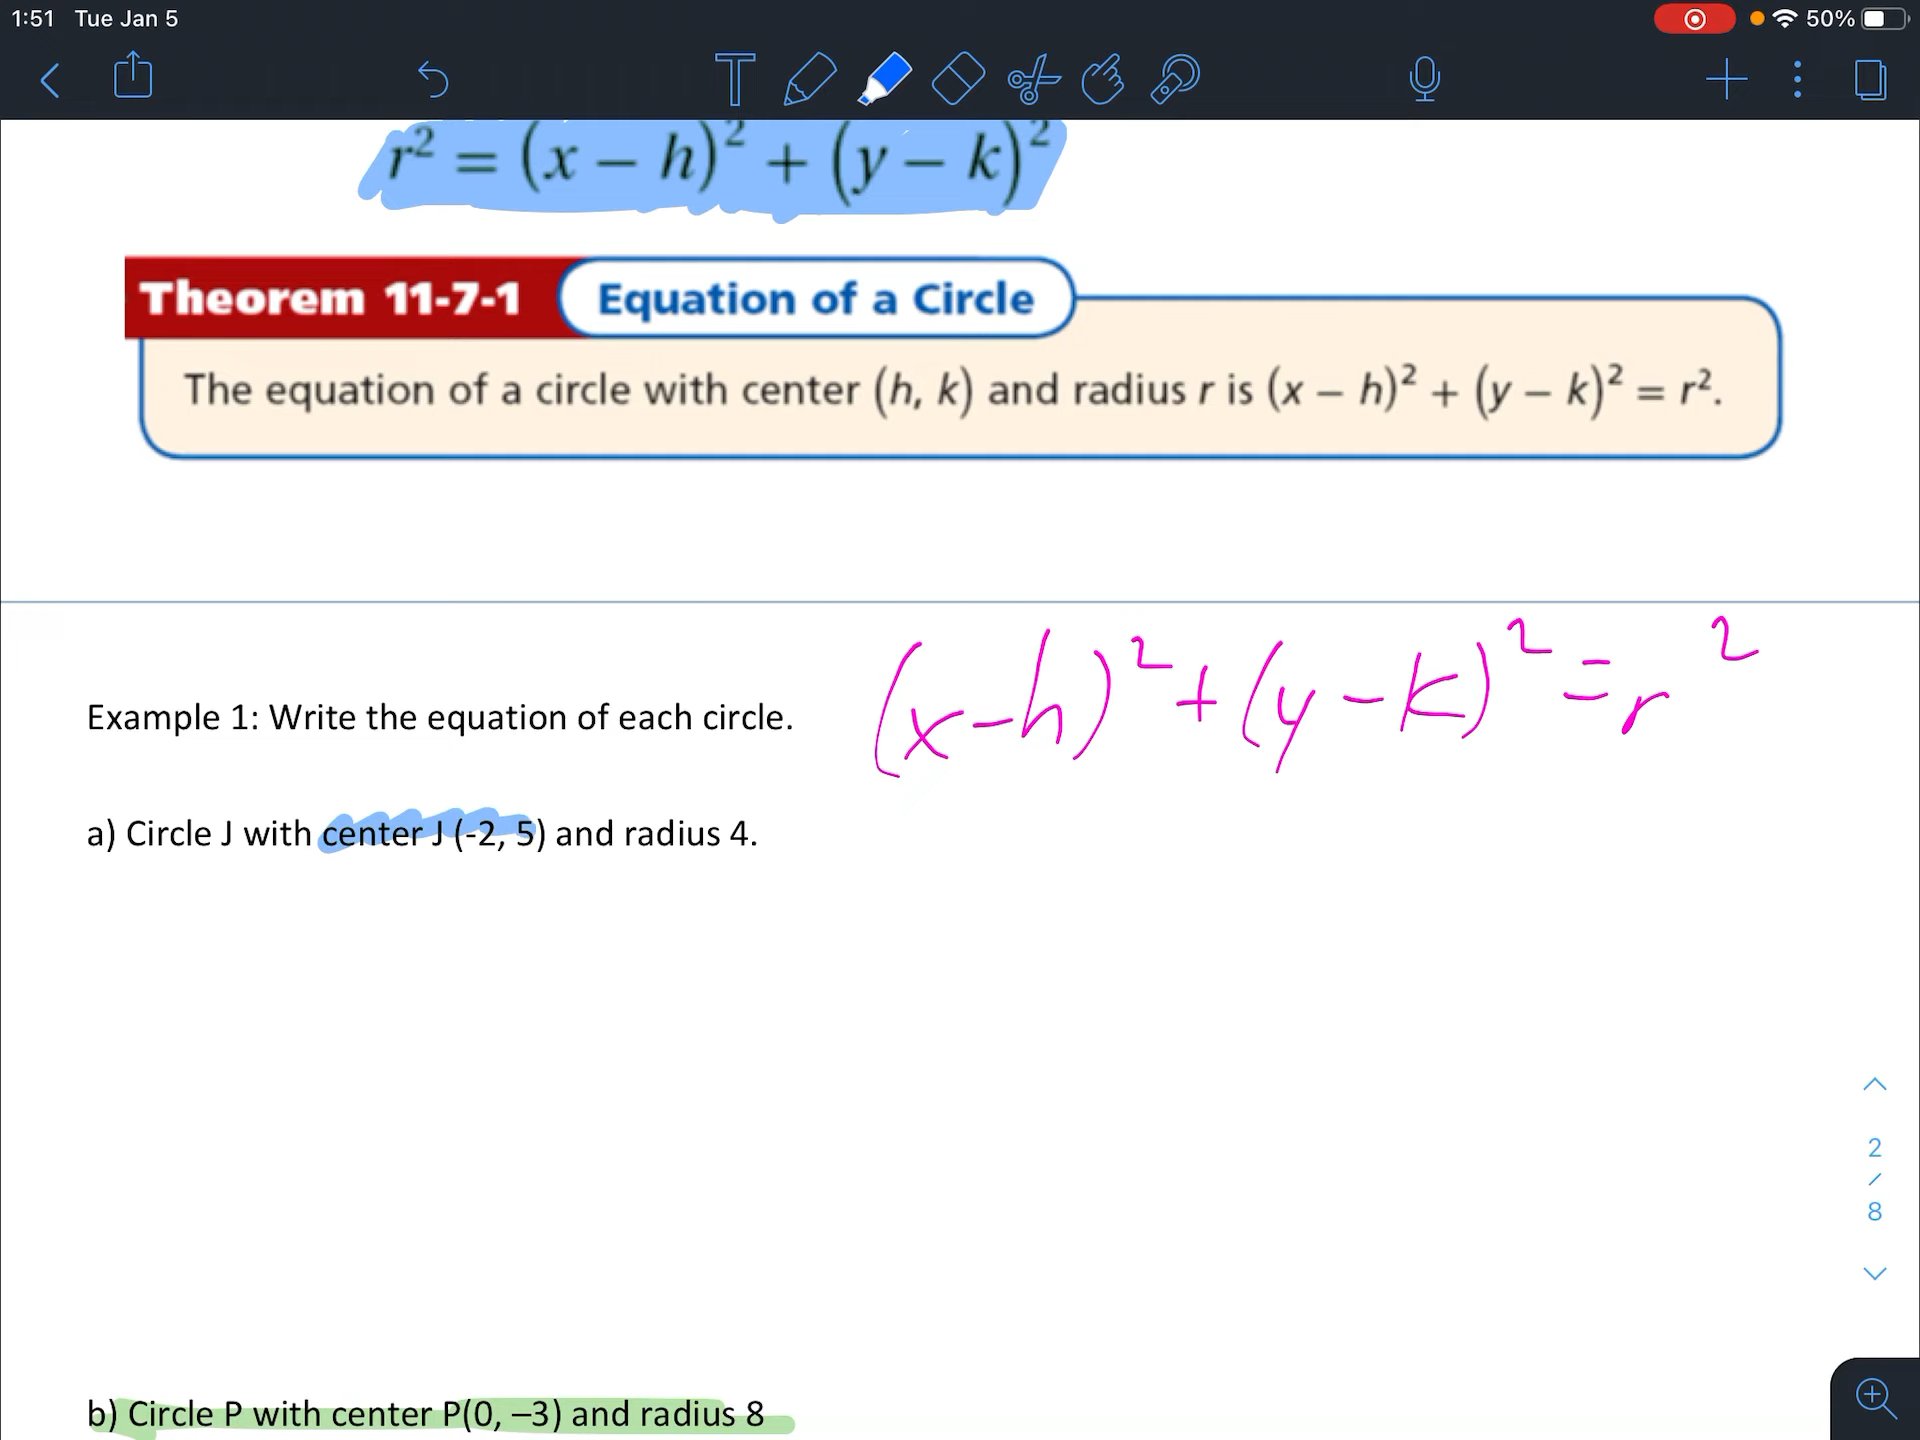 1:51 Tue Jan 5
50%
r² = (x − h)² + (y − k)²
Theorem 11-7-1 Equation of a Circle
The equation of a circle with center (h, k) and radius r is (x − h)² + (y − k)² = r².
(x-h)² + (y-k)² = r²
Example 1: Write the equation of each circle.
a) Circle J with center J (-2, 5) and radius 4.
2
/
8
b) Circle P with center P(0, –3) and radius 8